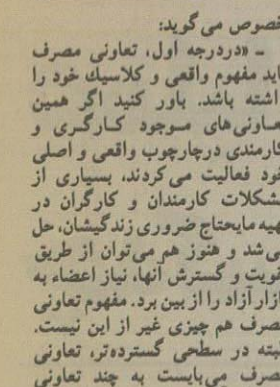 خصوص می‌گوید:
ـ «دردرجه اول، تعاونی مصرف
باید مفهوم واقعی و کلاسیك خود را
داشته باشد. باور کنید اگر همین
تعاونی‌های مـوجود کـارگـری و
کارمندی درچارچوب واقعی و اصلی
خود فعالیت می‌کردند، بسیاری از
مشکلات کارمندان و کارگران در
تهیه مایحتاج ضروری زندگیشان، حل
می‌شد و هنوز هم می‌توان از طریق
تقویت و گسترش آنها، نیاز اعضاء به
بازار آزاد را از بین برد. مفهوم تعاونی
مصرف هم چیزی غیر از این نیست.
البته در سطحی گسترده‌تر، تعاونی
مصرف می‌بایست به چند تعاونی